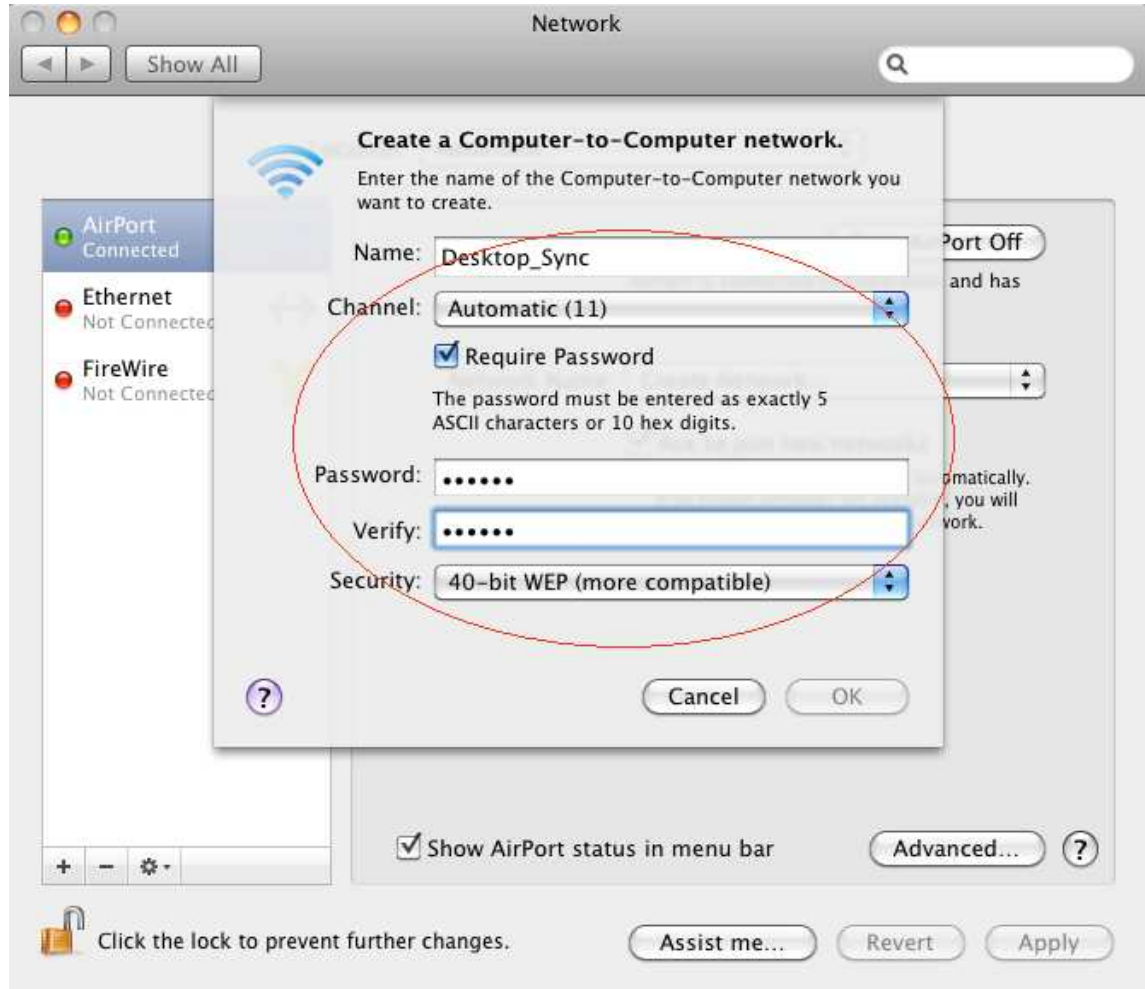 Network
Show All
Create a Computer-to-Computer network.
Enter the name of the Computer-to-Computer network you
want to create.
AirPort
Connected
Port Off
Name: Desktop_Sync
and has
Ethernet
Not Connected
Channel: Automatic (11)
Require Password
FireWire
Not Connected
The password must be entered as exactly 5
ASCII characters or 10 hex digits.
Password: ••••••
omatically.
, you will
work.
Verify: ••••••
Security: 40-bit WEP (more compatible)
?
Cancel
OK
Show AirPort status in menu bar
Advanced...
?
+ −
Click the lock to prevent further changes.
Assist me...
Revert
Apply